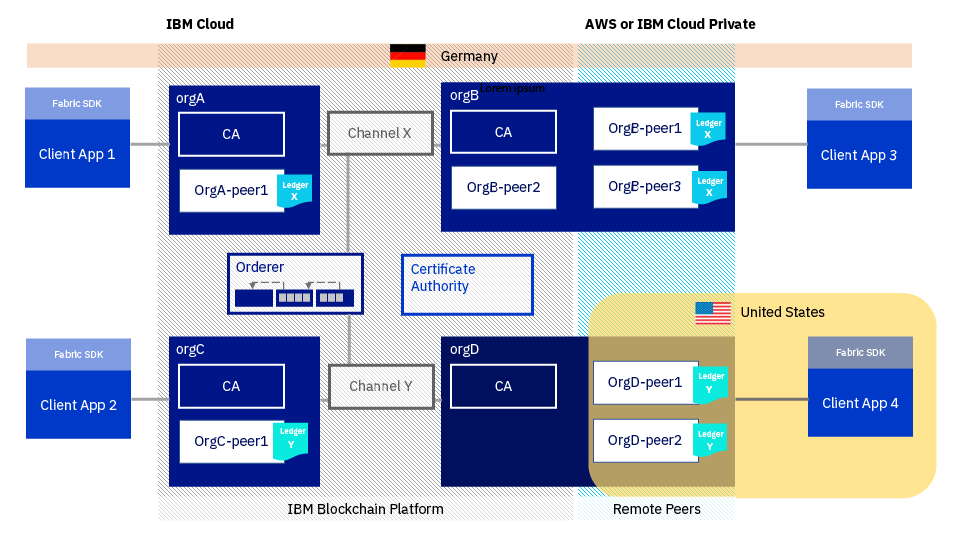 IBM Cloud
AWS or IBM Cloud Private
Germany
Lorem ipsum
Fabric SDK
Client App 1
orgA
CA
OrgA-peer1
Ledger
X
Channel X
orgB
CA
OrgB-peer2
OrgB-peer1
Ledger
X
OrgB-peer3
Ledger
X
Fabric SDK
Client App 3
Orderer
Certificate
Authority
United States
Fabric SDK
Client App 2
orgC
CA
OrgC-peer1
Ledger
Y
Channel Y
orgD
CA
OrgD-peer1
Ledger
Y
OrgD-peer2
Ledger
Y
Fabric SDK
Client App 4
IBM Blockchain Platform
Remote Peers